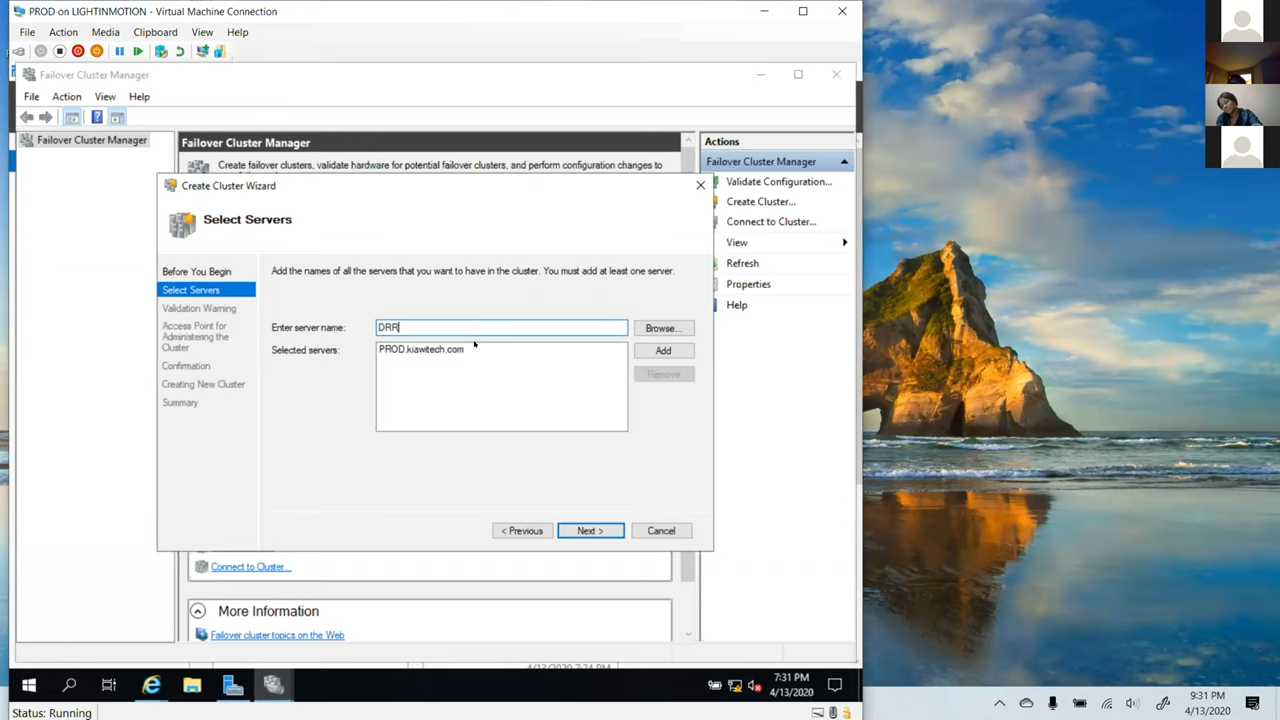 PROD on LIGHTINMOTION - Virtual Machine Connection
File Action Media Clipboard View Help
Failover Cluster Manager
File Action View Help
Failover Cluster Manager
Failover Cluster Manager
Create failover clusters, validate hardware for potential failover clusters, and perform configuration changes to
Create Cluster Wizard
Select Servers
Before You Begin
Select Servers
Validation Warning
Access Point for
Administering the
Cluster
Confirmation
Creating New Cluster
Summary
Add the names of all the servers that you want to have in the cluster. You must add at least one server.
Enter server name: DRR Browse...
Selected servers: PROD.kiawitech.com Add
Remove
< Previous Next > Cancel
Connect to Cluster...
More Information
Failover cluster topics on the Web
Actions
Failover Cluster Manager
Validate Configuration...
Create Cluster...
Connect to Cluster...
View
Refresh
Properties
Help
4/13/2020 7:24 PM
7:31 PM
4/13/2020
Status: Running
9:31 PM
4/13/2020